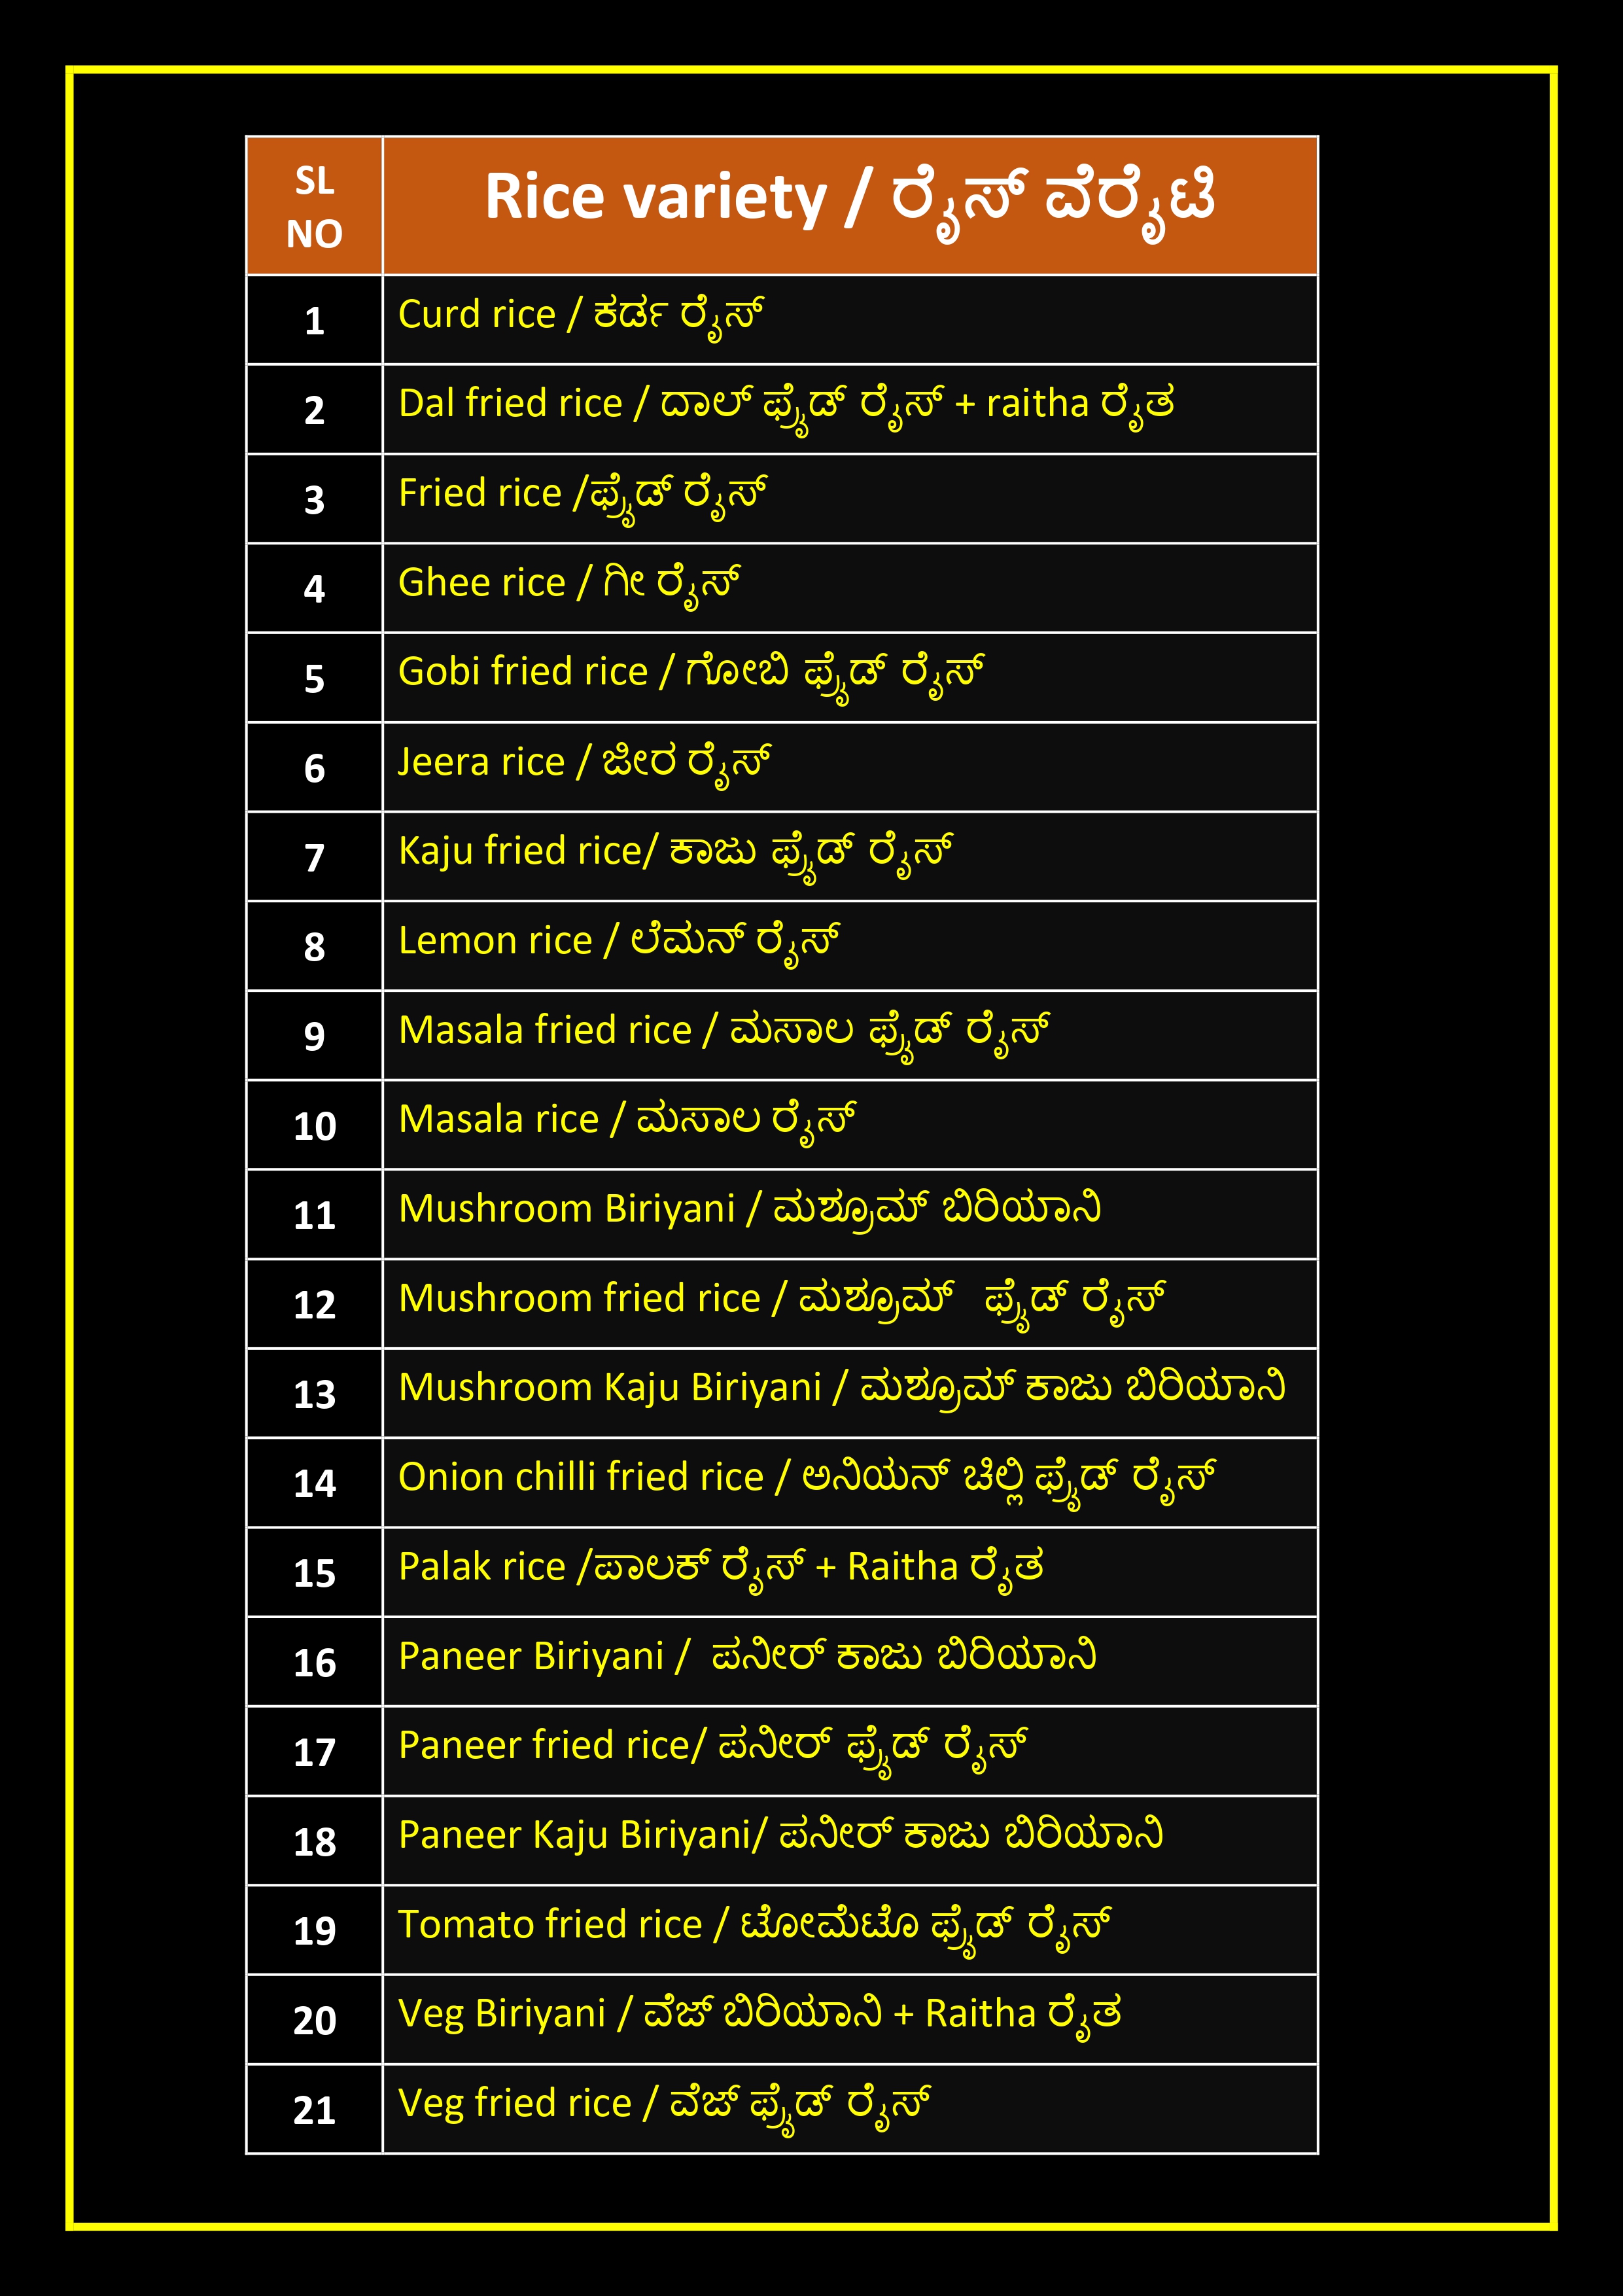 SL
NO
Rice variety / ರೈಸ್ ವೆರೈಟಿ
1 Curd rice / ಕರ್ಡ ರೈಸ್
2 Dal fried rice / ದಾಲ್ ಫ್ರೈಡ್ ರೈಸ್ + raitha ರೈತ
3 Fried rice /ಫ್ರೈಡ್ ರೈಸ್
4 Ghee rice / ಗೀ ರೈಸ್
5 Gobi fried rice / ಗೋಬಿ ಫ್ರೈಡ್ ರೈಸ್
6 Jeera rice / ಜೀರ ರೈಸ್
7 Kaju fried rice/ ಕಾಜು ಫ್ರೈಡ್ ರೈಸ್
8 Lemon rice / ಲೆಮನ್ ರೈಸ್
9 Masala fried rice / ಮಸಾಲ ಫ್ರೈಡ್ ರೈಸ್
10 Masala rice / ಮಸಾಲ ರೈಸ್
11 Mushroom Biriyani / ಮಶ್ರೂಮ್ ಬಿರಿಯಾನಿ
12 Mushroom fried rice / ಮಶ್ರೂಮ್ ಫ್ರೈಡ್ ರೈಸ್
13 Mushroom Kaju Biriyani / ಮಶ್ರೂಮ್ ಕಾಜು ಬಿರಿಯಾನಿ
14 Onion chilli fried rice / ಅನಿಯನ್ ಚಿಲ್ಲಿ ಫ್ರೈಡ್ ರೈಸ್
15 Palak rice /ಪಾಲಕ್ ರೈಸ್ + Raitha ರೈತ
16 Paneer Biriyani / ಪನೀರ್ ಕಾಜು ಬಿರಿಯಾನಿ
17 Paneer fried rice/ ಪನೀರ್ ಫ್ರೈಡ್ ರೈಸ್
18 Paneer Kaju Biriyani/ ಪನೀರ್ ಕಾಜು ಬಿರಿಯಾನಿ
19 Tomato fried rice / ಟೋಮೆಟೊ ಫ್ರೈಡ್ ರೈಸ್
20 Veg Biriyani / ವೆಜ್ ಬಿರಿಯಾನಿ + Raitha ರೈತ
21 Veg fried rice / ವೆಜ್ ಫ್ರೈಡ್ ರೈಸ್